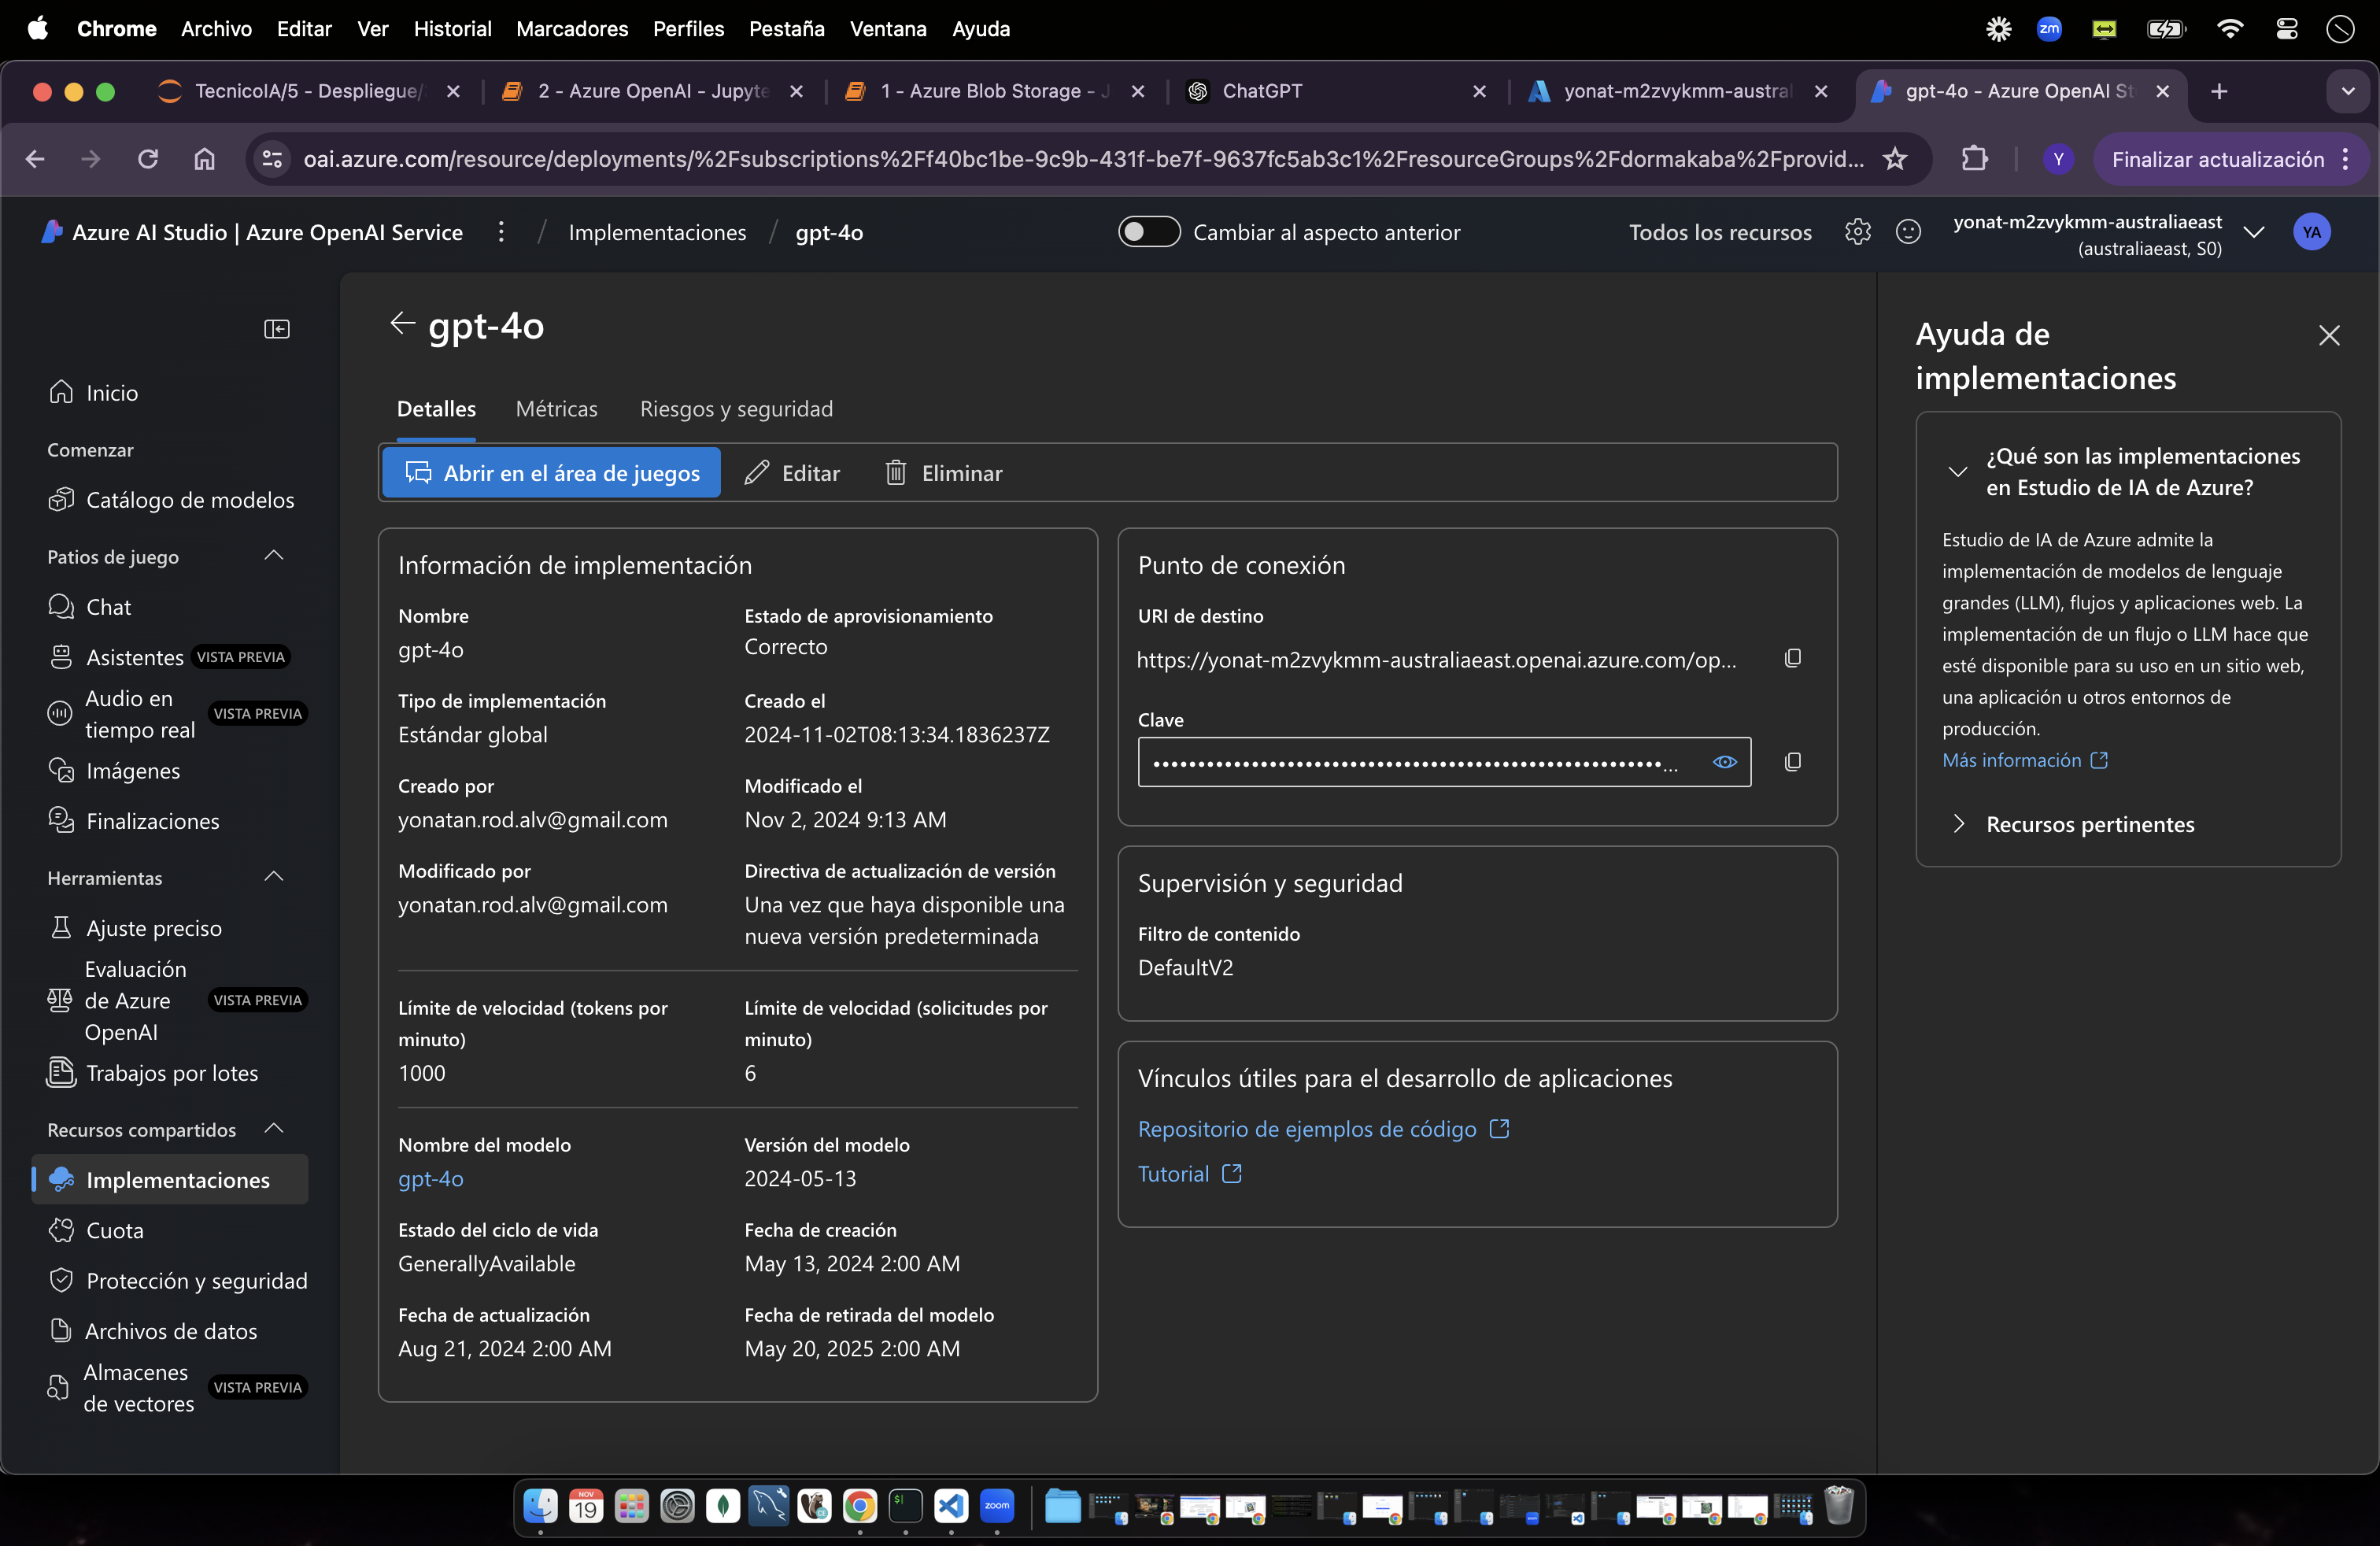 Chrome Archivo Editar Ver Historial Marcadores Perfiles Pestaña Ventana Ayuda
zm
TecnicoIA/5 - Despliegue/
2 - Azure OpenAI - Jupyte
1 - Azure Blob Storage - J
ChatGPT
yonat-m2zvykmm-austral
gpt-4o - Azure OpenAI St
oai.azure.com/resource/deployments/%2Fsubscriptions%2Ff40bc1be-9c9b-431f-be7f-9637fc5ab3c1%2FresourceGroups%2Fdormakaba%2Fprovid...
Y
Finalizar actualización
Azure AI Studio | Azure OpenAI Service
/ Implementaciones / gpt-4o
Cambiar al aspecto anterior
Todos los recursos
yonat-m2zvykmm-australiaeast
(australiaeast, S0)
YA
Inicio
Comenzar
Catálogo de modelos
Patios de juego
Chat
Asistentes VISTA PREVIA
Audio en
tiempo real
VISTA PREVIA
Imágenes
Finalizaciones
Herramientas
Ajuste preciso
Evaluación
de Azure
OpenAI
VISTA PREVIA
Trabajos por lotes
Recursos compartidos
Implementaciones
Cuota
Protección y seguridad
Archivos de datos
Almacenes
de vectores
VISTA PREVIA
gpt-4o
Detalles Métricas Riesgos y seguridad
Abrir en el área de juegos Editar Eliminar
Información de implementación
Nombre
gpt-4o
Estado de aprovisionamiento
Correcto
Tipo de implementación
Estándar global
Creado el
2024-11-02T08:13:34.1836237Z
Creado por
yonatan.rod.alv@gmail.com
Modificado el
Nov 2, 2024 9:13 AM
Modificado por
yonatan.rod.alv@gmail.com
Directiva de actualización de versión
Una vez que haya disponible una
nueva versión predeterminada
Límite de velocidad (tokens por
minuto)
1000
Límite de velocidad (solicitudes por
minuto)
6
Nombre del modelo
gpt-4o
Versión del modelo
2024-05-13
Estado del ciclo de vida
GenerallyAvailable
Fecha de creación
May 13, 2024 2:00 AM
Fecha de actualización
Aug 21, 2024 2:00 AM
Fecha de retirada del modelo
May 20, 2025 2:00 AM
Punto de conexión
URI de destino
https://yonat-m2zvykmm-australiaeast.openai.azure.com/op...
Clave
Supervisión y seguridad
Filtro de contenido
DefaultV2
Vínculos útiles para el desarrollo de aplicaciones
Repositorio de ejemplos de código
Tutorial
Ayuda de
implementaciones
¿Qué son las implementaciones
en Estudio de IA de Azure?
Estudio de IA de Azure admite la
implementación de modelos de lenguaje
grandes (LLM), flujos y aplicaciones web. La
implementación de un flujo o LLM hace que
esté disponible para su uso en un sitio web,
una aplicación u otros entornos de
producción.
Más información
Recursos pertinentes
NOV
19
$
zoom